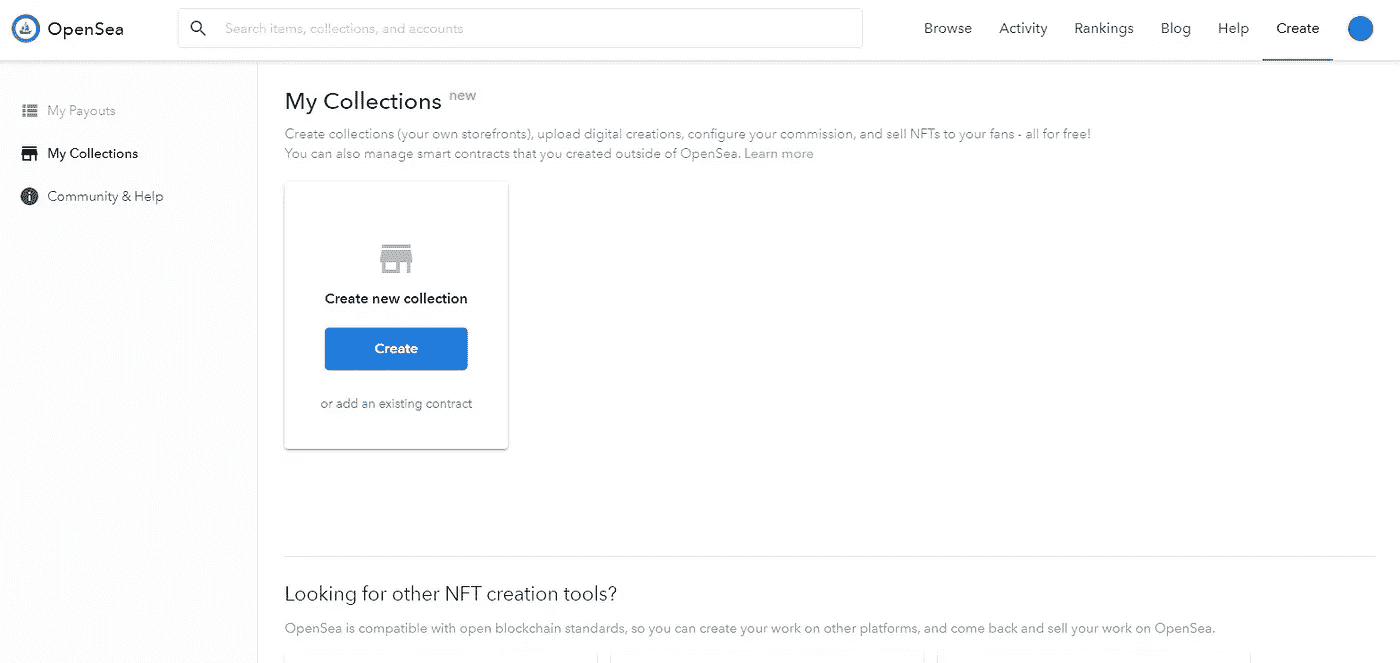 OpenSea
Search items, collections, and accounts
Browse
Activity
Rankings
Blog
Help
Create
My Payouts
My Collections
Community & Help
My Collections new
Create collections (your own storefronts), upload digital creations, configure your commission, and sell NFTs to your fans - all for free!
You can also manage smart contracts that you created outside of OpenSea. Learn more
Create new collection
Create
or add an existing contract
Looking for other NFT creation tools?
OpenSea is compatible with open blockchain standards, so you can create your work on other platforms, and come back and sell your work on OpenSea.